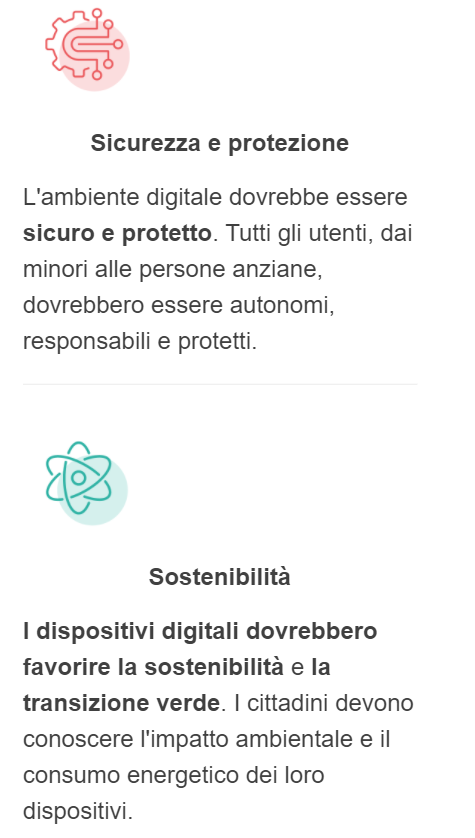 Sicurezza e protezione
L'ambiente digitale dovrebbe essere
sicuro e protetto. Tutti gli utenti, dai
minori alle persone anziane,
dovrebbero essere autonomi,
responsabili e protetti.
Sostenibilità
I dispositivi digitali dovrebbero
favorire la sostenibilità e la
transizione verde. I cittadini devono
conoscere l'impatto ambientale e il
consumo energetico dei loro
dispositivi.